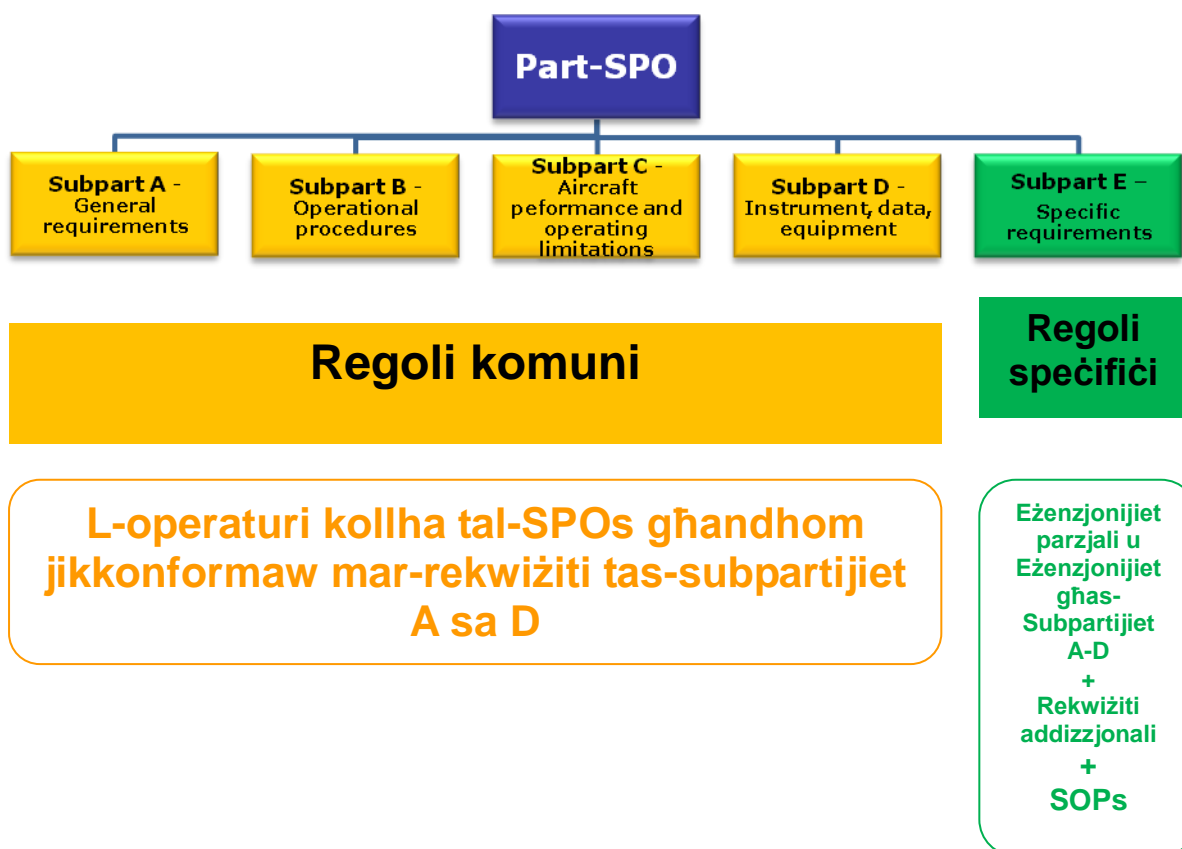 Part-SPO
Subpart A -
General
requirements
Subpart B -
Operational
procedures
Subpart C -
Aircraft
peformance and
operating
limitations
Subpart D -
Instrument, data,
equipment
Subpart E –
Specific
requirements
Regoli komuni
Regoli
speċifiċi
L-operaturi kollha tal-SPOs għandhom
jikkonformaw mar-rekwiżiti tas-subpartijiet
A sa D
Eżenzjonijiet
parzjali u
Eżenzjonijiet
għas-
Subpartijiet
A-D
+
Rekwiżiti
addizzjonali
+
SOPs